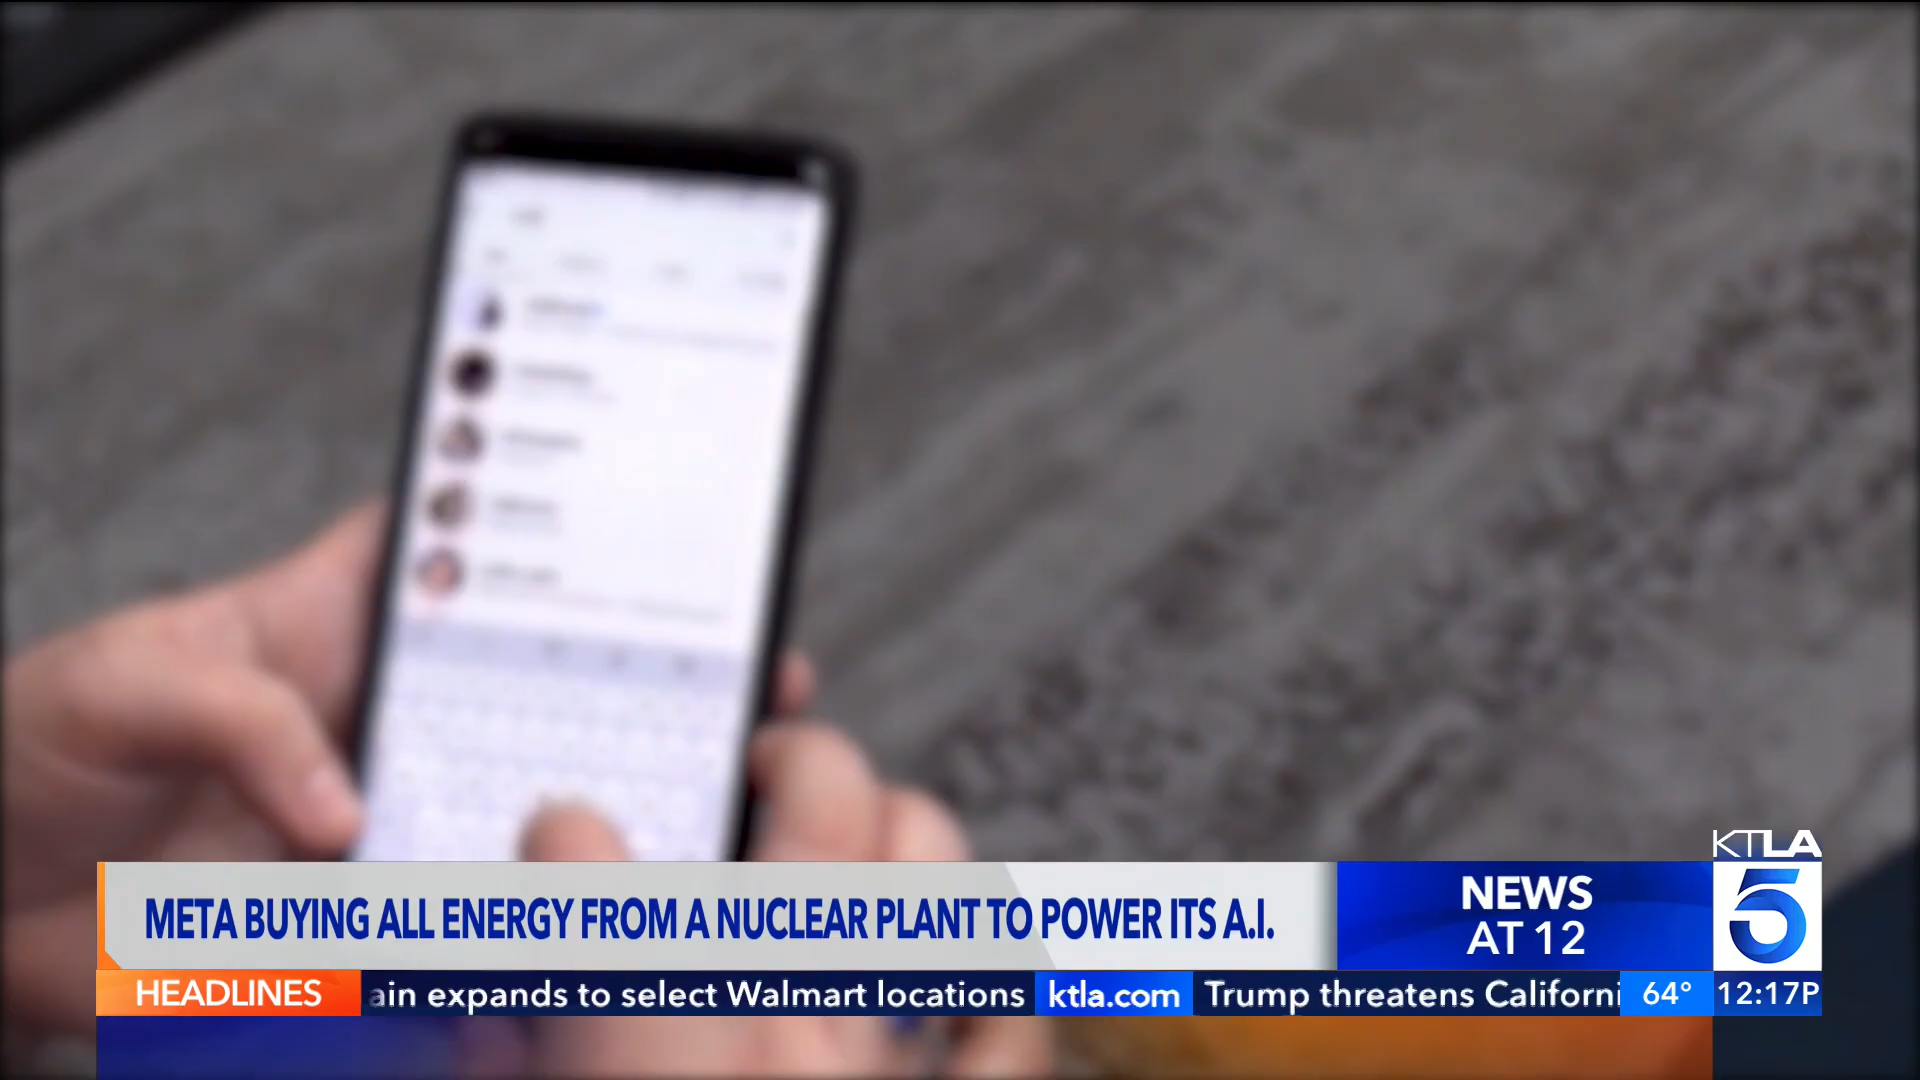 KTLA
5
META BUYING ALL ENERGY FROM A NUCLEAR PLANT TO POWER ITS A.I.
NEWS
AT 12
HEADLINES
ain expands to select Walmart locations
ktla.com
Trump threatens Californi
64°
12:17P